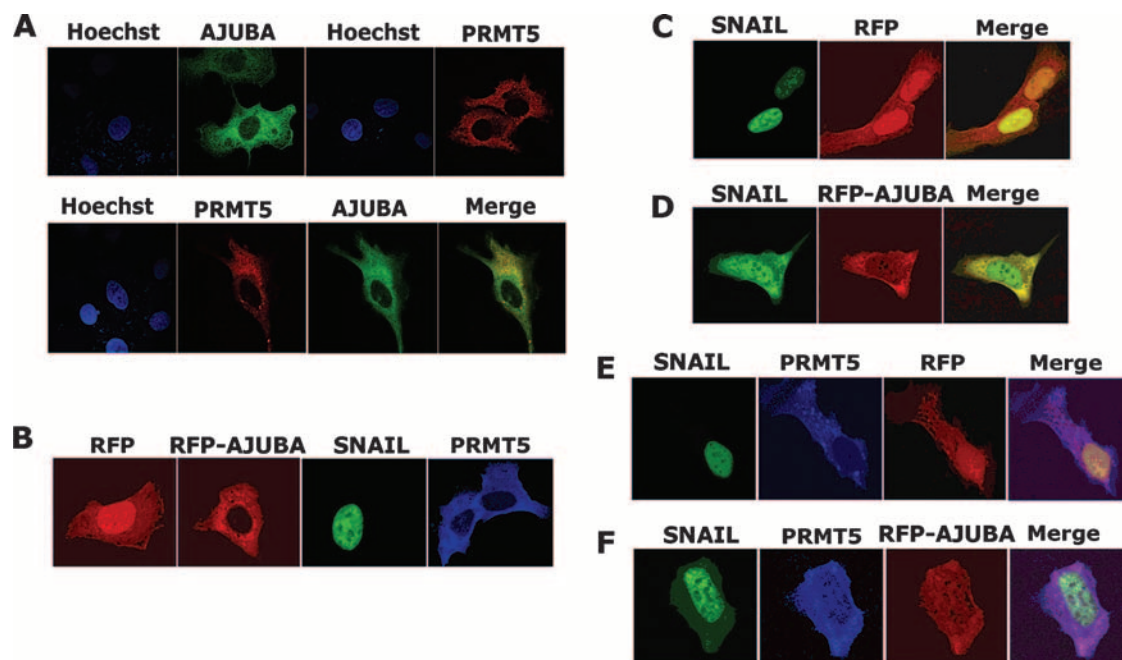 A
Hoechst AJUBA Hoechst PRMT5
Hoechst PRMT5 AJUBA Merge
B
RFP RFP-AJUBA SNAIL PRMT5
C
SNAIL RFP Merge
D
SNAIL RFP-AJUBA Merge
E
SNAIL PRMT5 RFP Merge
F
SNAIL PRMT5 RFP-AJUBA Merge